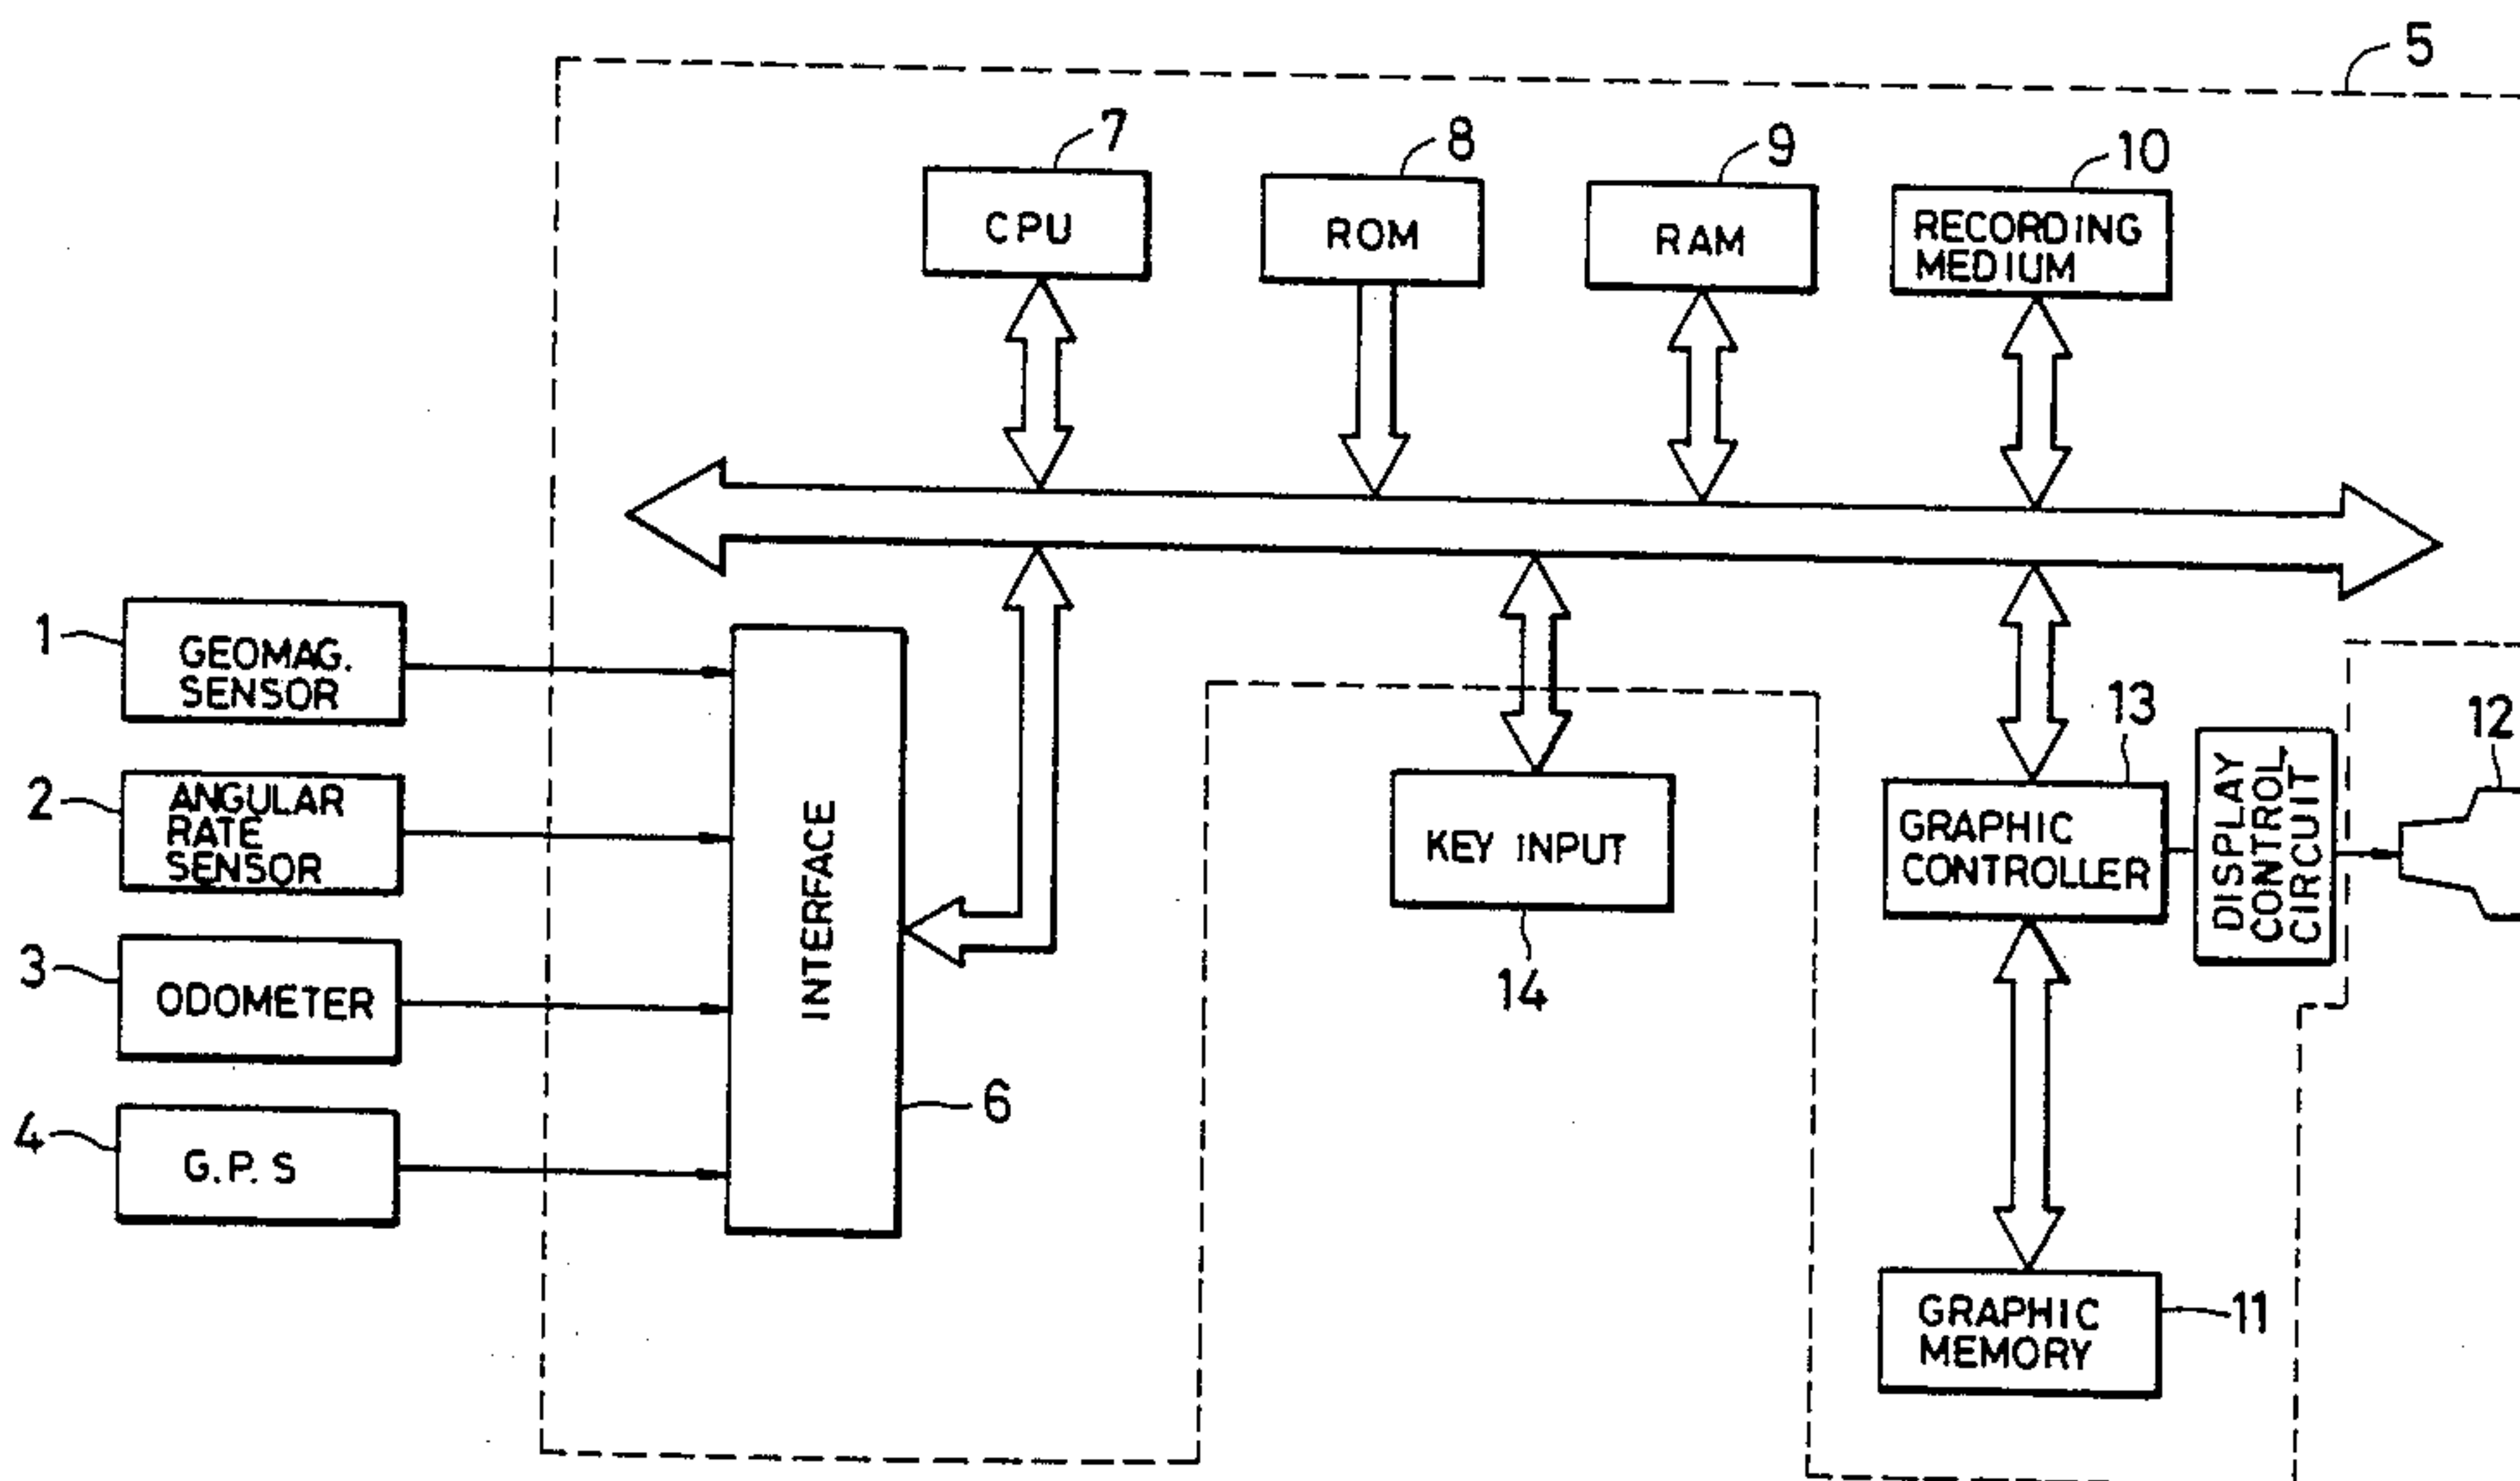 5
7
8
9
10
CPU
ROM
RAM
RECORDING
MEDIUM
1
GEOMAG.
SENSOR
2
ANGULAR
RATE
SENSOR
3
ODOMETER
4
G.P.S
INTERFACE
6
KEY INPUT
14
13
GRAPHIC
CONTROLLER
DISPLAY
CONTROL
CIRCUIT
12
GRAPHIC
MEMORY
11